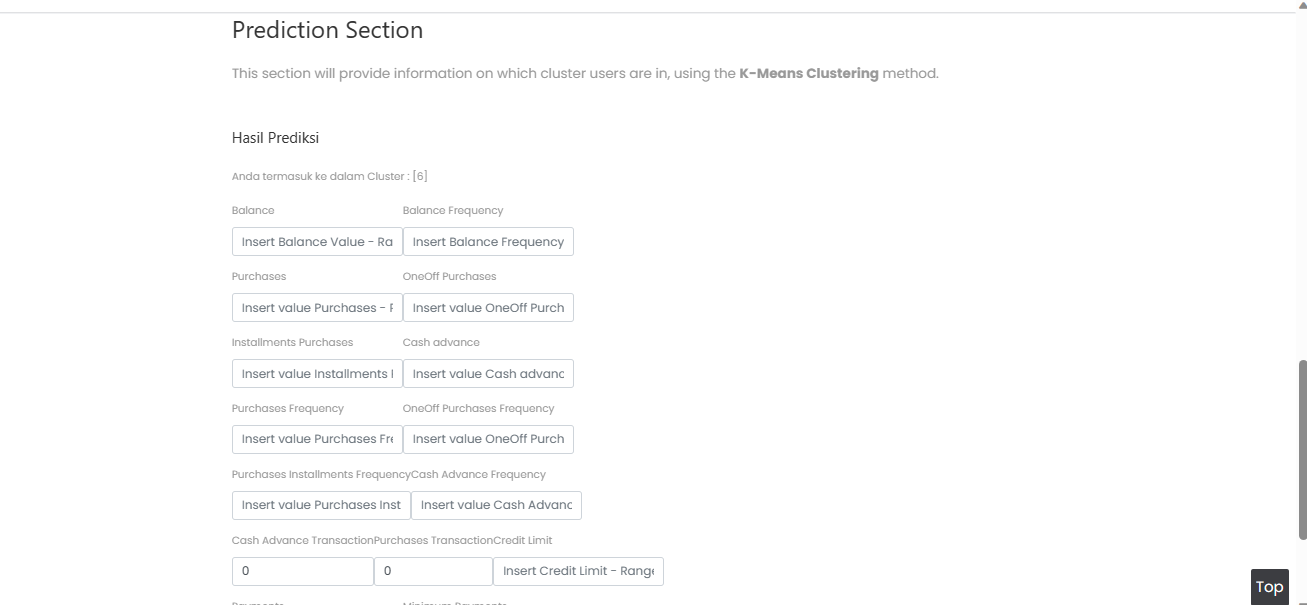 Prediction Section
This section will provide information on which cluster users are in, using the K-Means Clustering method.
Hasil Prediksi
Anda termasuk ke dalam Cluster : [6]
Balance Balance Frequency
Insert Balance Value - Ra Insert Balance Frequency
Purchases OneOff Purchases
Insert value Purchases - Insert value OneOff Purch
Installments Purchases Cash advance
Insert value Installments Insert value Cash advanc
Purchases Frequency OneOff Purchases Frequency
Insert value Purchases Fre Insert value OneOff Purch
Purchases Installments Frequency Cash Advance Frequency
Insert value Purchases Inst Insert value Cash Advanc
Cash Advance Transaction Purchases Transaction Credit Limit
0 0 Insert Credit Limit - Range
Payments Minimum Payments
Top